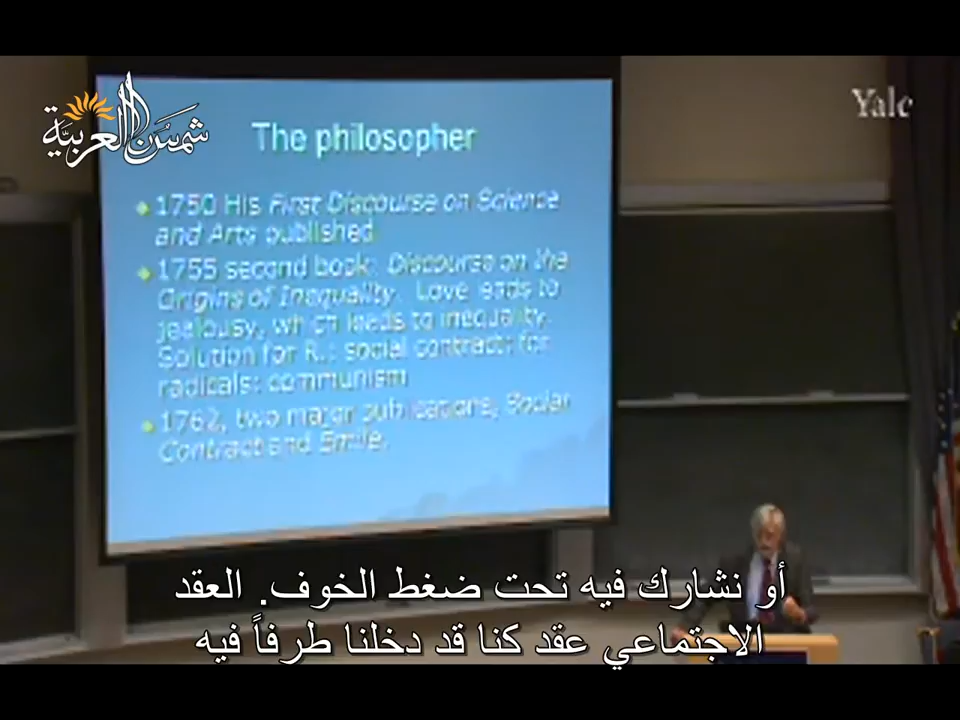 شمس العربية
Yale
The philosopher
1750 His First Discourse on Science
and Arts published
1755 second book: Discourse on the
Origins of Inequality. Love leads to
jealousy, which leads to inequality.
Solution for R.: social contract; for
radicals: communism
1762, two major publications, Social
Contract and Emile.
أو نشارك فيه تحت ضغط الخوف. العقد
الاجتماعي عقد كنا قد دخلنا طرفاً فيه